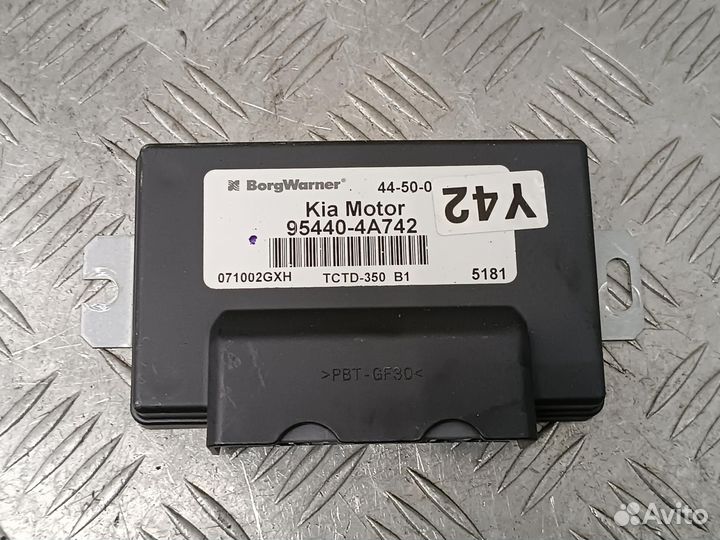 BorgWarner® 44-50-0
Y42
Kia Motor
95440-4A742
071002GXH TCTD-350 B1 5181
>PBT-GF30<
Avito